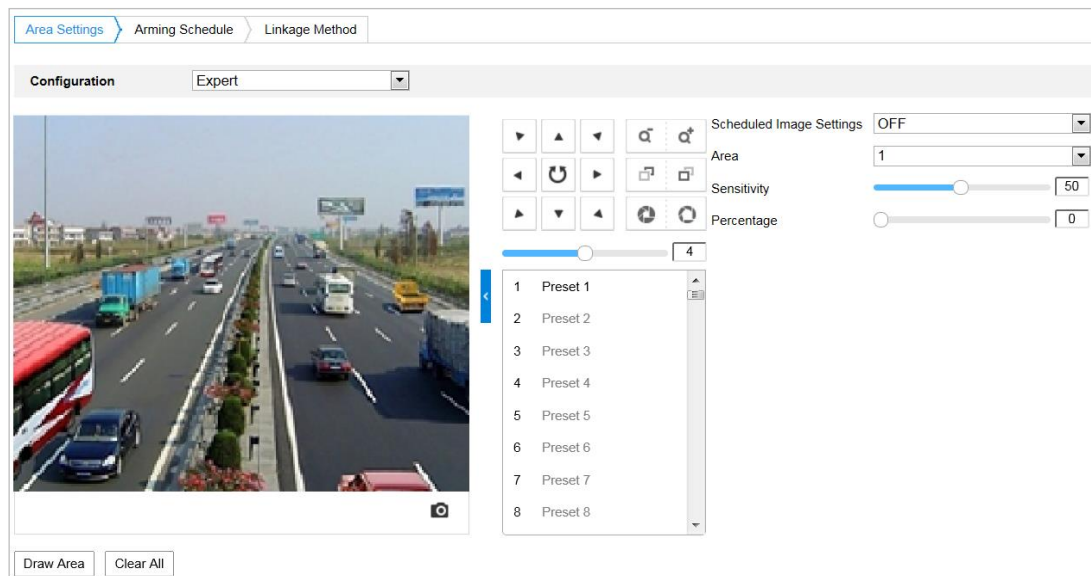 Area Settings Arming Schedule Linkage Method
Configuration Expert
Scheduled Image Settings OFF
Area 1
Sensitivity 50
Percentage 0
4
1 Preset 1
2 Preset 2
3 Preset 3
4 Preset 4
5 Preset 5
6 Preset 6
7 Preset 7
8 Preset 8
Draw Area Clear All